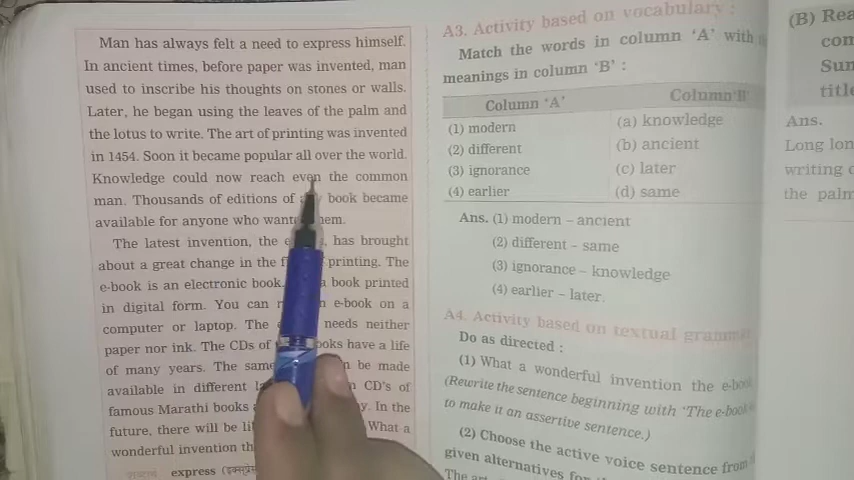 Man has always felt a need to express himself.
In ancient times, before paper was invented, man
used to inscribe his thoughts on stones or walls.
Later, he began using the leaves of the palm and
the lotus to write. The art of printing was invented
in 1454. Soon it became popular all over the world.
Knowledge could now reach even the common
man. Thousands of editions of book became
available for anyone who them.
The latest invention, the has brought
about a great change in the printing. The
e-book is an electronic book. a book printed
in digital form. You can e-book on a
computer or laptop. The needs neither
paper nor ink. The CDs of have a life
of many years. The same be made
available in different CD's of
famous Marathi books In the
future, there will be What a
wonderful invention
express (इक्स्प्रेस
A3. Activity based on vocabulary :
Match the words in column 'A' with
meanings in column 'B' :
Column 'A' Column 'B'
(1) modern (a) knowledge
(2) different (b) ancient
(3) ignorance (c) later
(4) earlier (d) same
Ans. (1) modern – ancient
(2) different – same
(3) ignorance – knowledge
(4) earlier – later.
A4. Activity based on textual
Do as directed :
(1) What a wonderful invention the
(Rewrite the sentence beginning with 'The e-book
to make it an assertive sentence.)
(2) Choose the active voice sentence from
given alternatives
The
(B)
Ans.
Long
writing
the palm